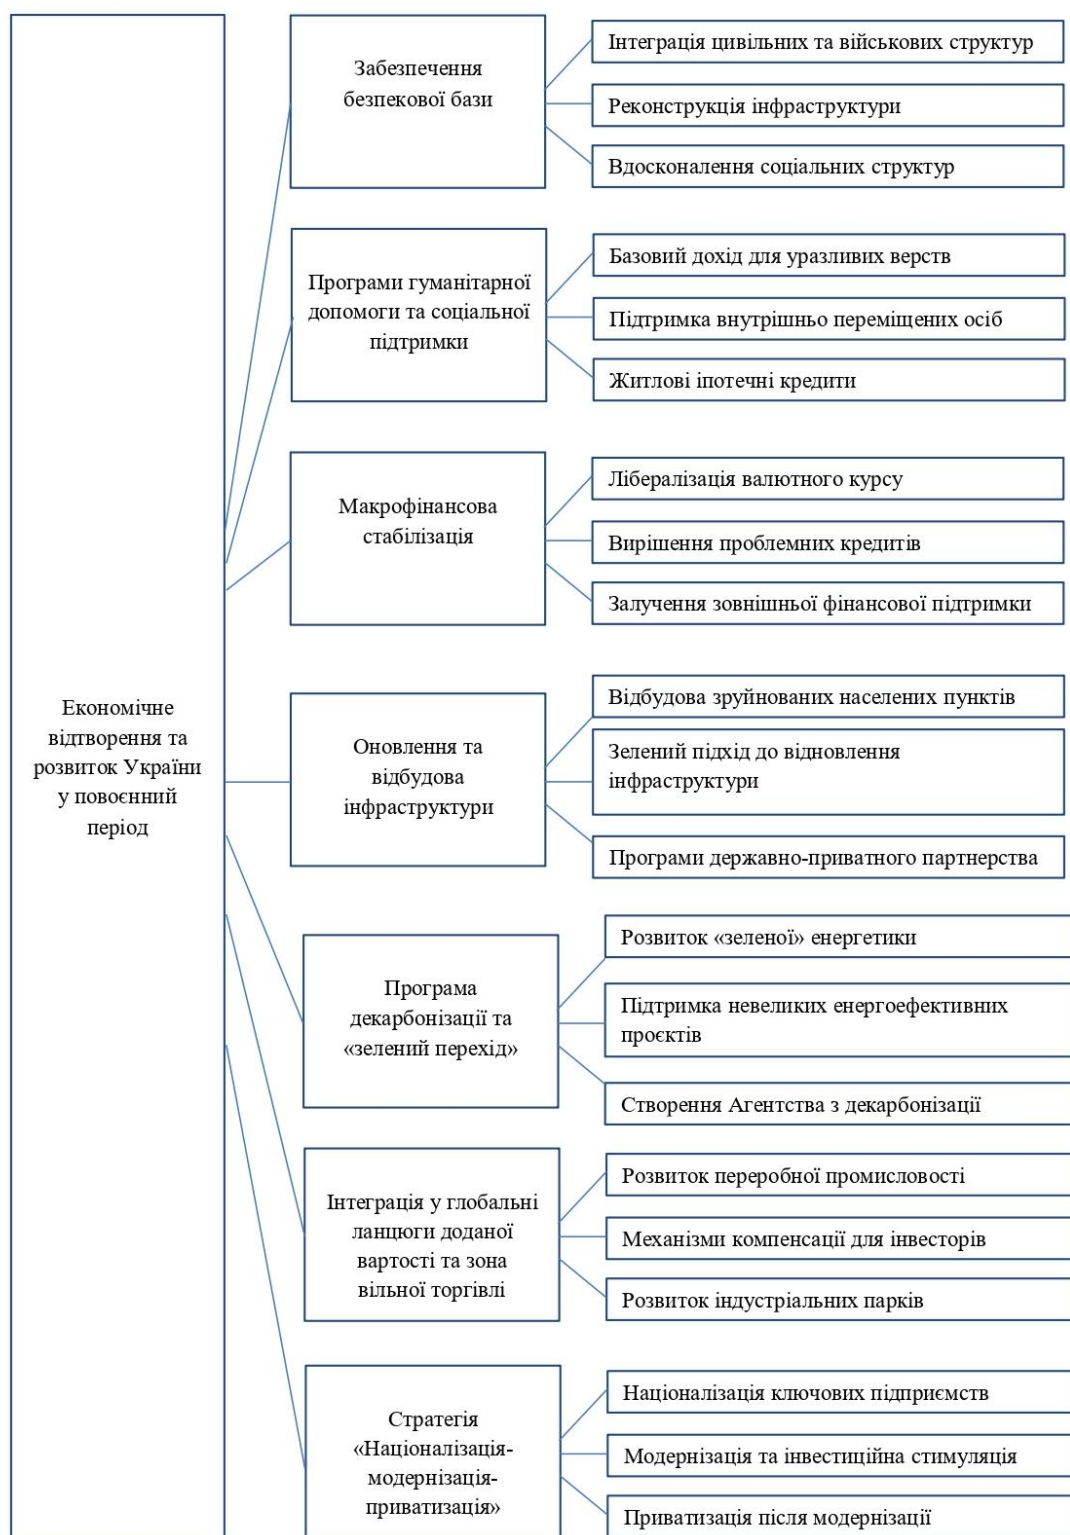 Економічне
відтворення та
розвиток України
у повоєнний
період
Забезпечення
безпекової бази
Інтеграція цивільних та військових структур
Реконструкція інфраструктури
Вдосконалення соціальних структур
Програми гуманітарної
допомоги та соціальної
підтримки
Базовий дохід для уразливих верств
Підтримка внутрішньо переміщених осіб
Житлові іпотечні кредити
Макрофінансова
стабілізація
Лібералізація валютного курсу
Вирішення проблемних кредитів
Залучення зовнішньої фінансової підтримки
Оновлення та
відбудова
інфраструктури
Відбудова зруйнованих населених пунктів
Зелений підхід до відновлення
інфраструктури
Програми державно-приватного партнерства
Програма
декарбонізації та
«зелений перехід»
Розвиток «зеленої» енергетики
Підтримка невеликих енергоефективних
проєктів
Створення Агентства з декарбонізації
Інтеграція у глобальні
ланцюги доданої
вартості та зона
вільної торгівлі
Розвиток переробної промисловості
Механізми компенсації для інвесторів
Розвиток індустріальних парків
Стратегія
«Націоналізація-
модернізація-
приватизація»
Націоналізація ключових підприємств
Модернізація та інвестиційна стимуляція
Приватизація після модернізації